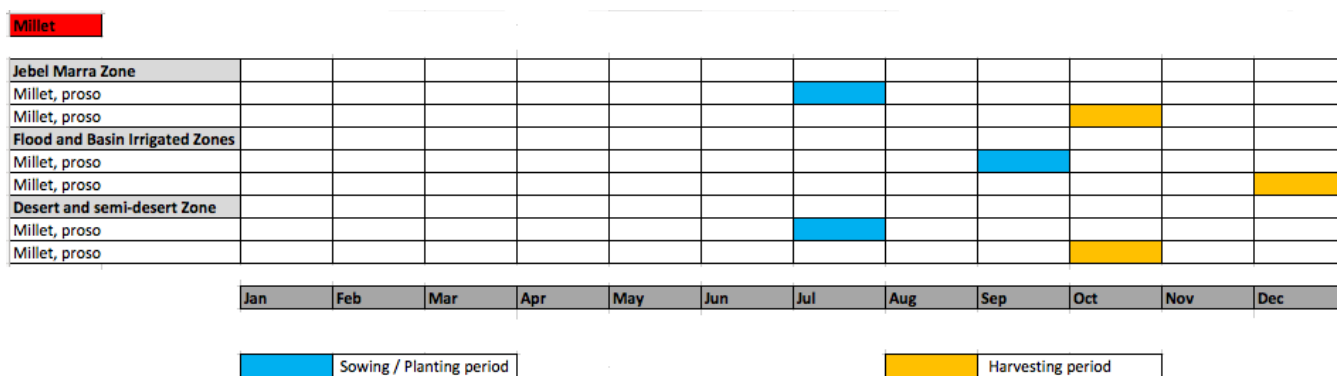 Millet
Jebel Marra Zone
Millet, proso
Millet, proso
Flood and Basin Irrigated Zones
Millet, proso
Millet, proso
Desert and semi-desert Zone
Millet, proso
Millet, proso
Jan Feb Mar Apr May Jun Jul Aug Sep Oct Nov Dec
Sowing / Planting period Harvesting period